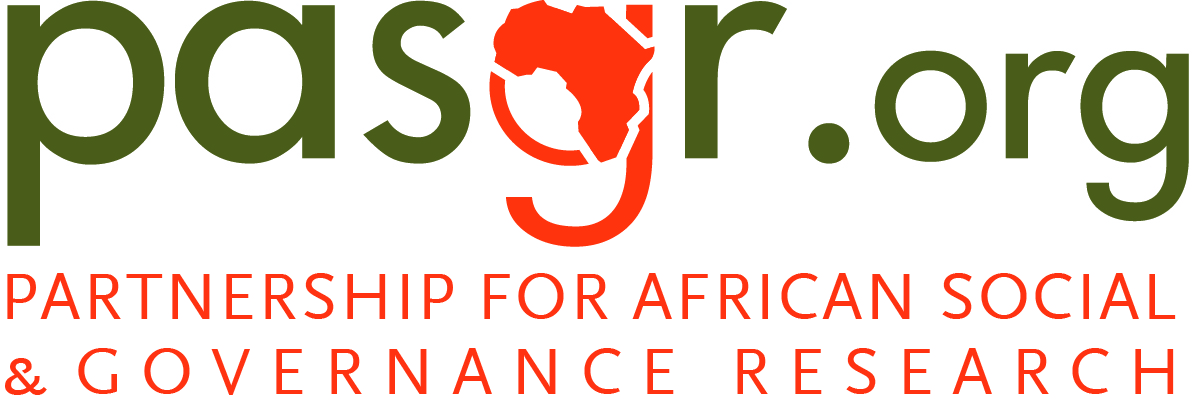 pasgr.org
PARTNERSHIP FOR AFRICAN SOCIAL
& GOVERNANCE RESEARCH